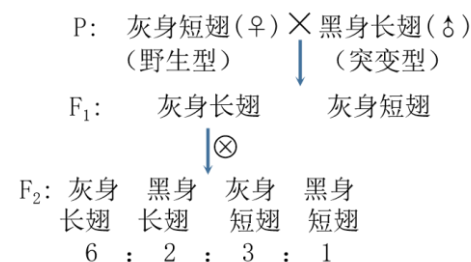 P: 灰身短翅(♀)×黑身长翅(♂)
(野生型) (突变型)
F₁: 灰身长翅 灰身短翅
⊗
F₂: 灰身 黑身 灰身 黑身
长翅 长翅 短翅 短翅
6 : 2 : 3 : 1